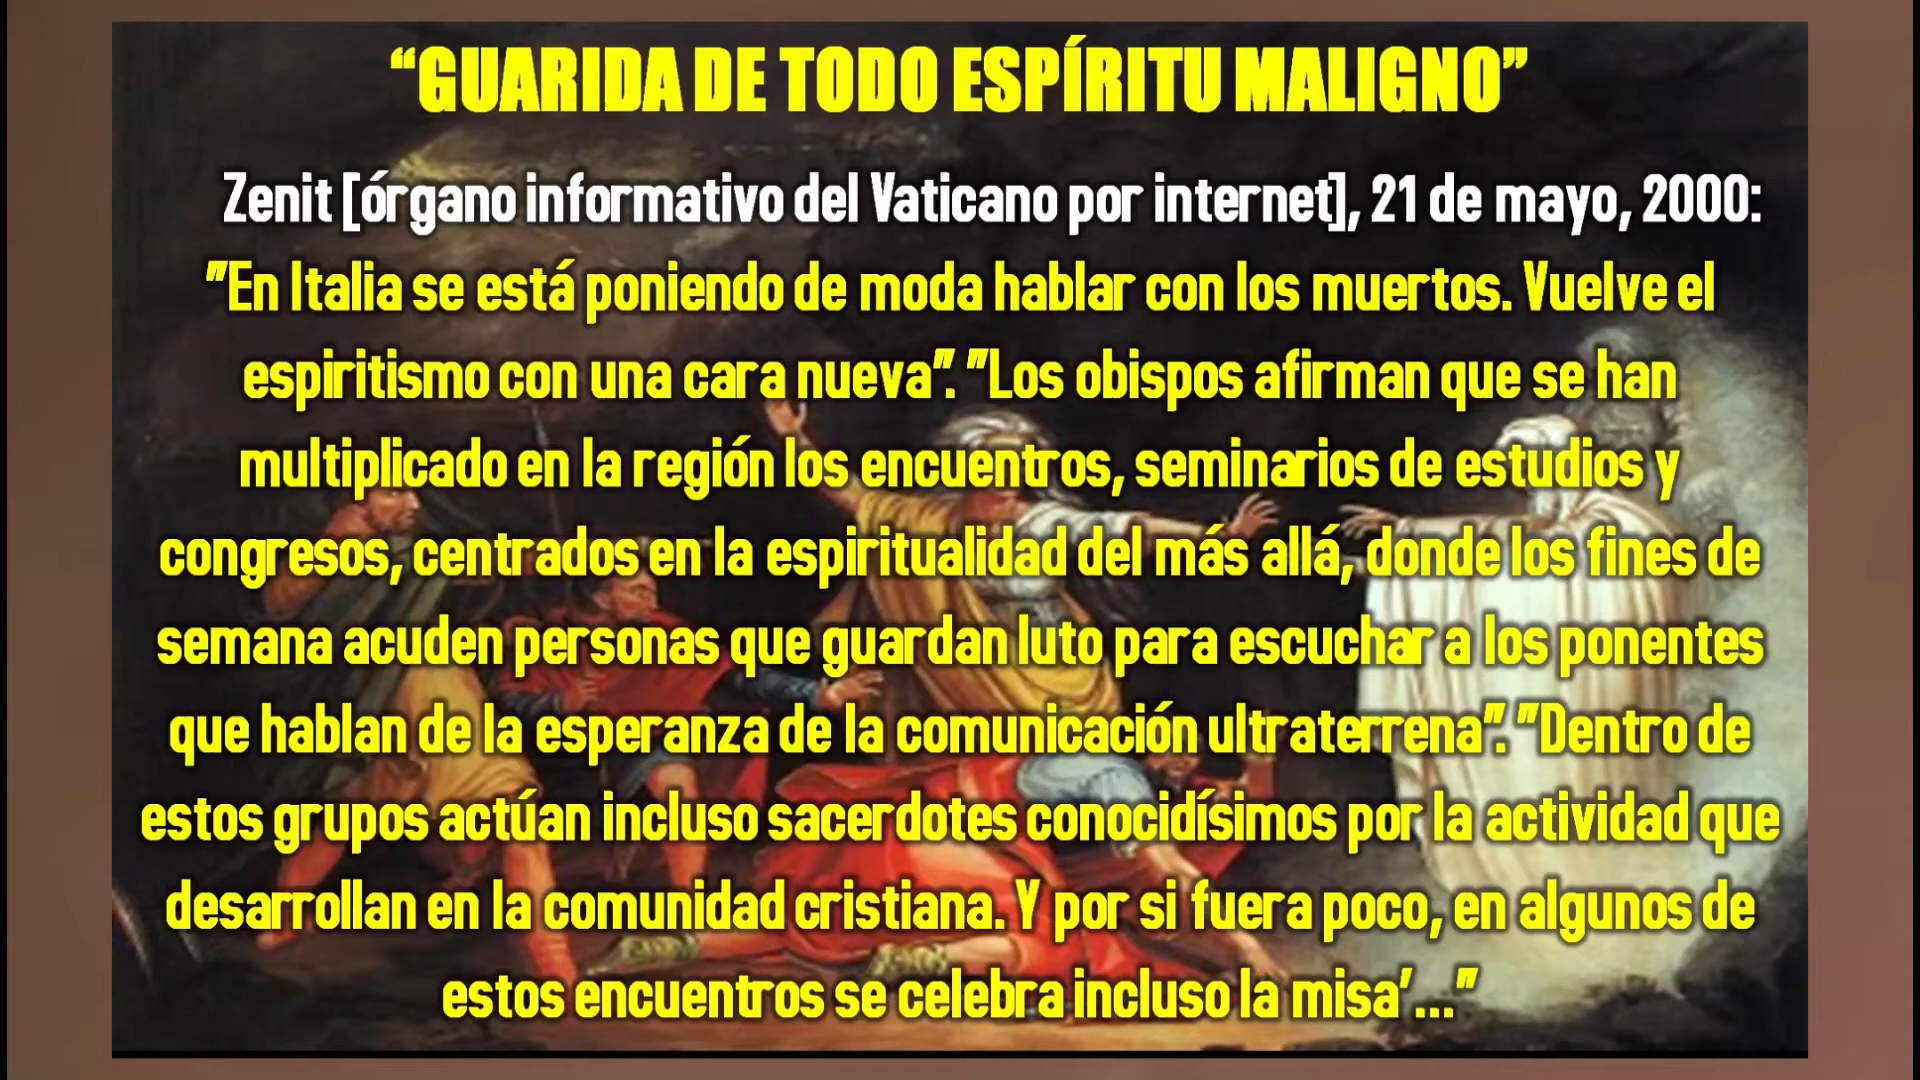 “GUARIDA DE TODO ESPÍRITU MALIGNO”
Zenit [órgano informativo del Vaticano por internet], 21 de mayo, 2000:
"En Italia se está poniendo de moda hablar con los muertos. Vuelve el
espiritismo con una cara nueva". "Los obispos afirman que se han
multiplicado en la región los encuentros, seminarios de estudios y
congresos, centrados en la espiritualidad del más allá, donde los fines de
semana acuden personas que guardan luto para escuchar a los ponentes
que hablan de la esperanza de la comunicación ultraterrena". "Dentro de
estos grupos actúan incluso sacerdotes conocidísimos por la actividad que
desarrollan en la comunidad cristiana. Y por si fuera poco, en algunos de
estos encuentros se celebra incluso la misa’..."